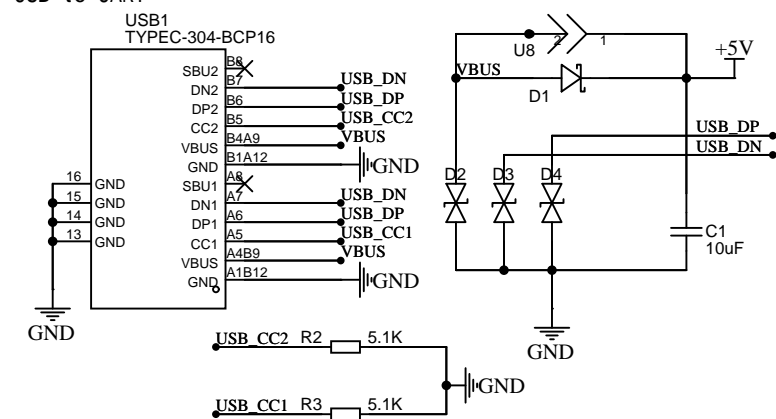 USB1
TYPEC-304-BCP16
SBU2 B8
DN2 B7 USB_DN
DP2 B6 USB_DP
CC2 B5 USB_CC2
VBUS B4A9 VBUS
GND B1A12 GND
SBU1 A8
DN1 A7 USB_DN
DP1 A6 USB_DP
CC1 A5 USB_CC1
VBUS A4B9 VBUS
GND A1B12 GND
16 GND
15 GND
14 GND
13 GND
GND
U8 2 1
+5V
VBUS
D1
USB_DP
USB_DN
D2 D3 D4
C1
10uF
GND
USB_CC2 R2 5.1K
GND
USB_CC1 R3 5.1K